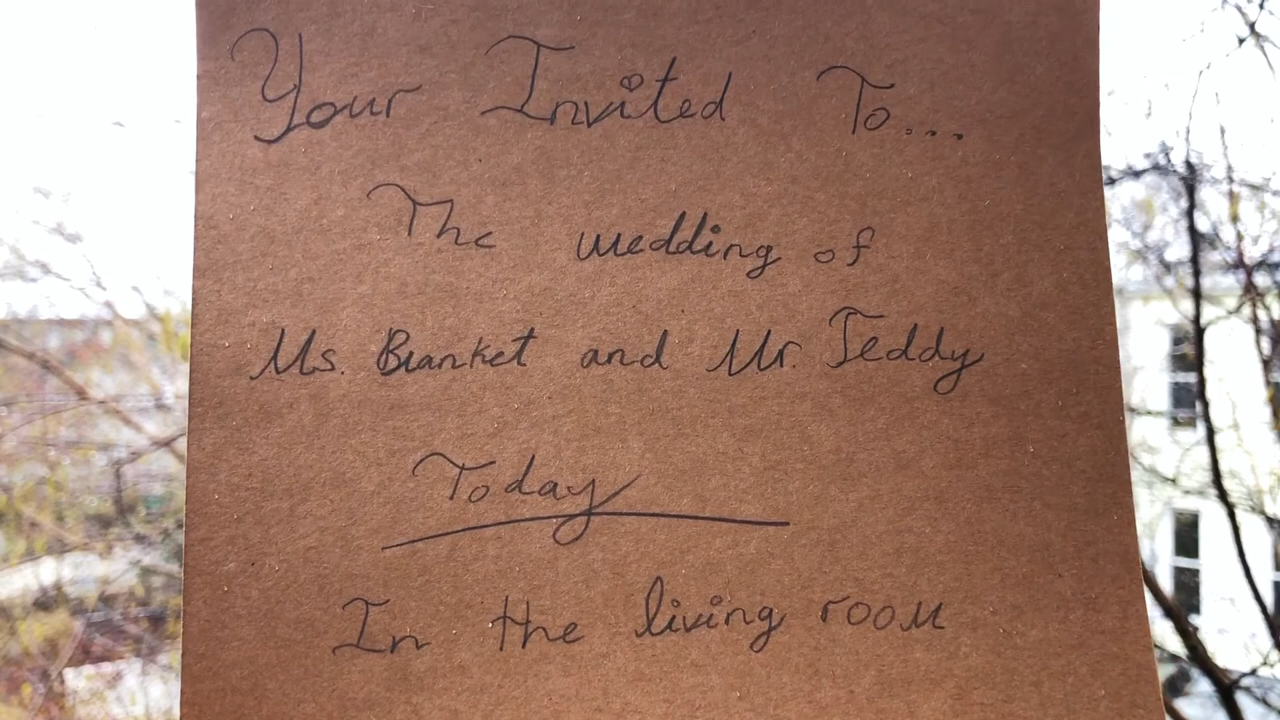 Your Invited To...
The wedding of
Ms. Blanket and Mr. Teddy
Today
In the living room